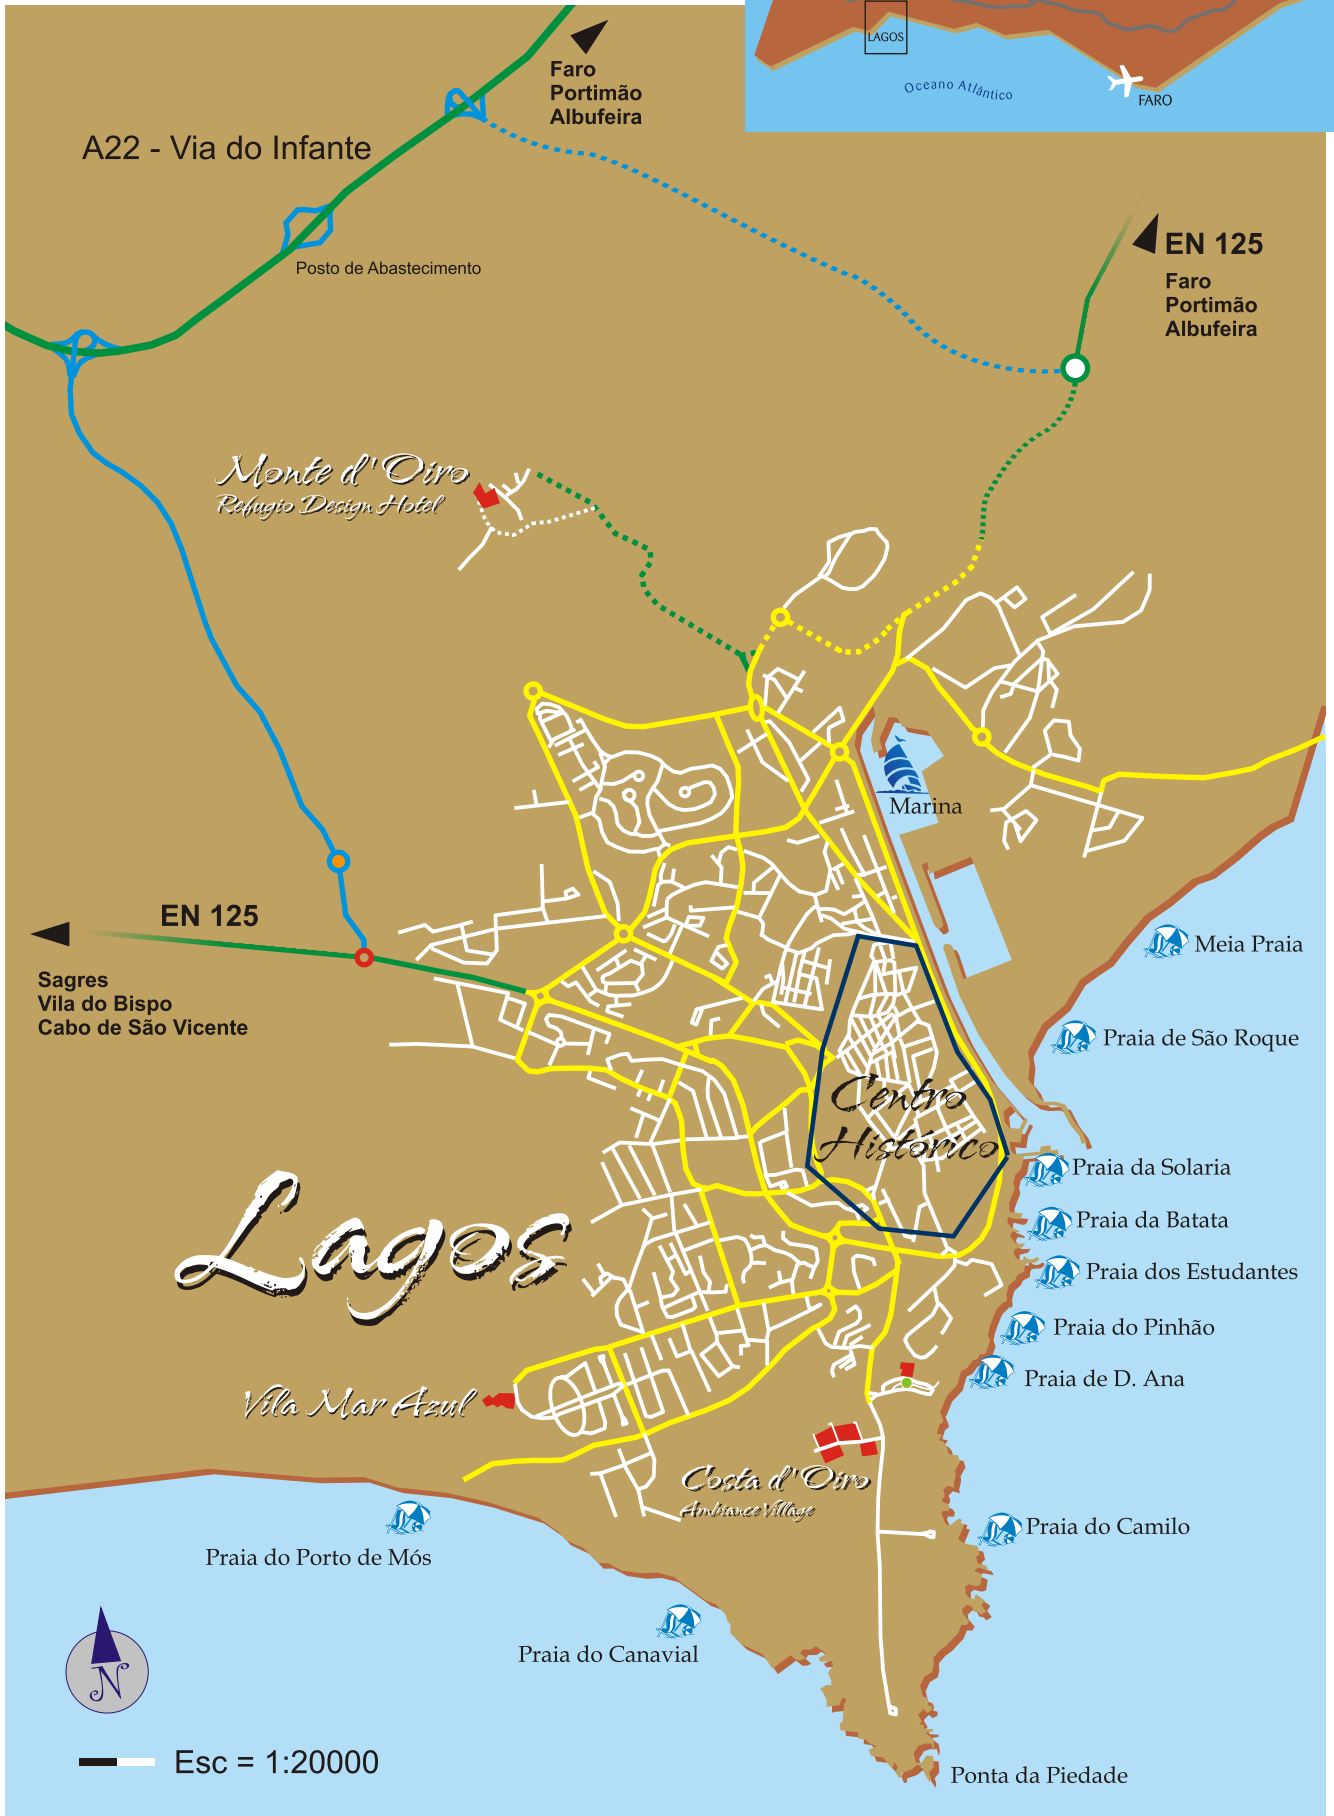 LAGOS
Oceano Atlântico
FARO
Faro
Portimão
Albufeira
A22 - Via do Infante
Posto de Abastecimento
EN 125
Faro
Portimão
Albufeira
Monte d'Oiro
Refugio Design Hotel
Marina
EN 125
Sagres
Vila do Bispo
Cabo de São Vicente
Meia Praia
Praia de São Roque
Centro
Histórico
Praia da Solaria
Praia da Batata
Praia dos Estudantes
Praia do Pinhão
Praia de D. Ana
Lagos
Vila Mar Azul
Costa d'Oiro
Ambiance Village
Praia do Camilo
Praia do Porto de Mós
Praia do Canavial
N
Esc = 1:20000
Ponta da Piedade